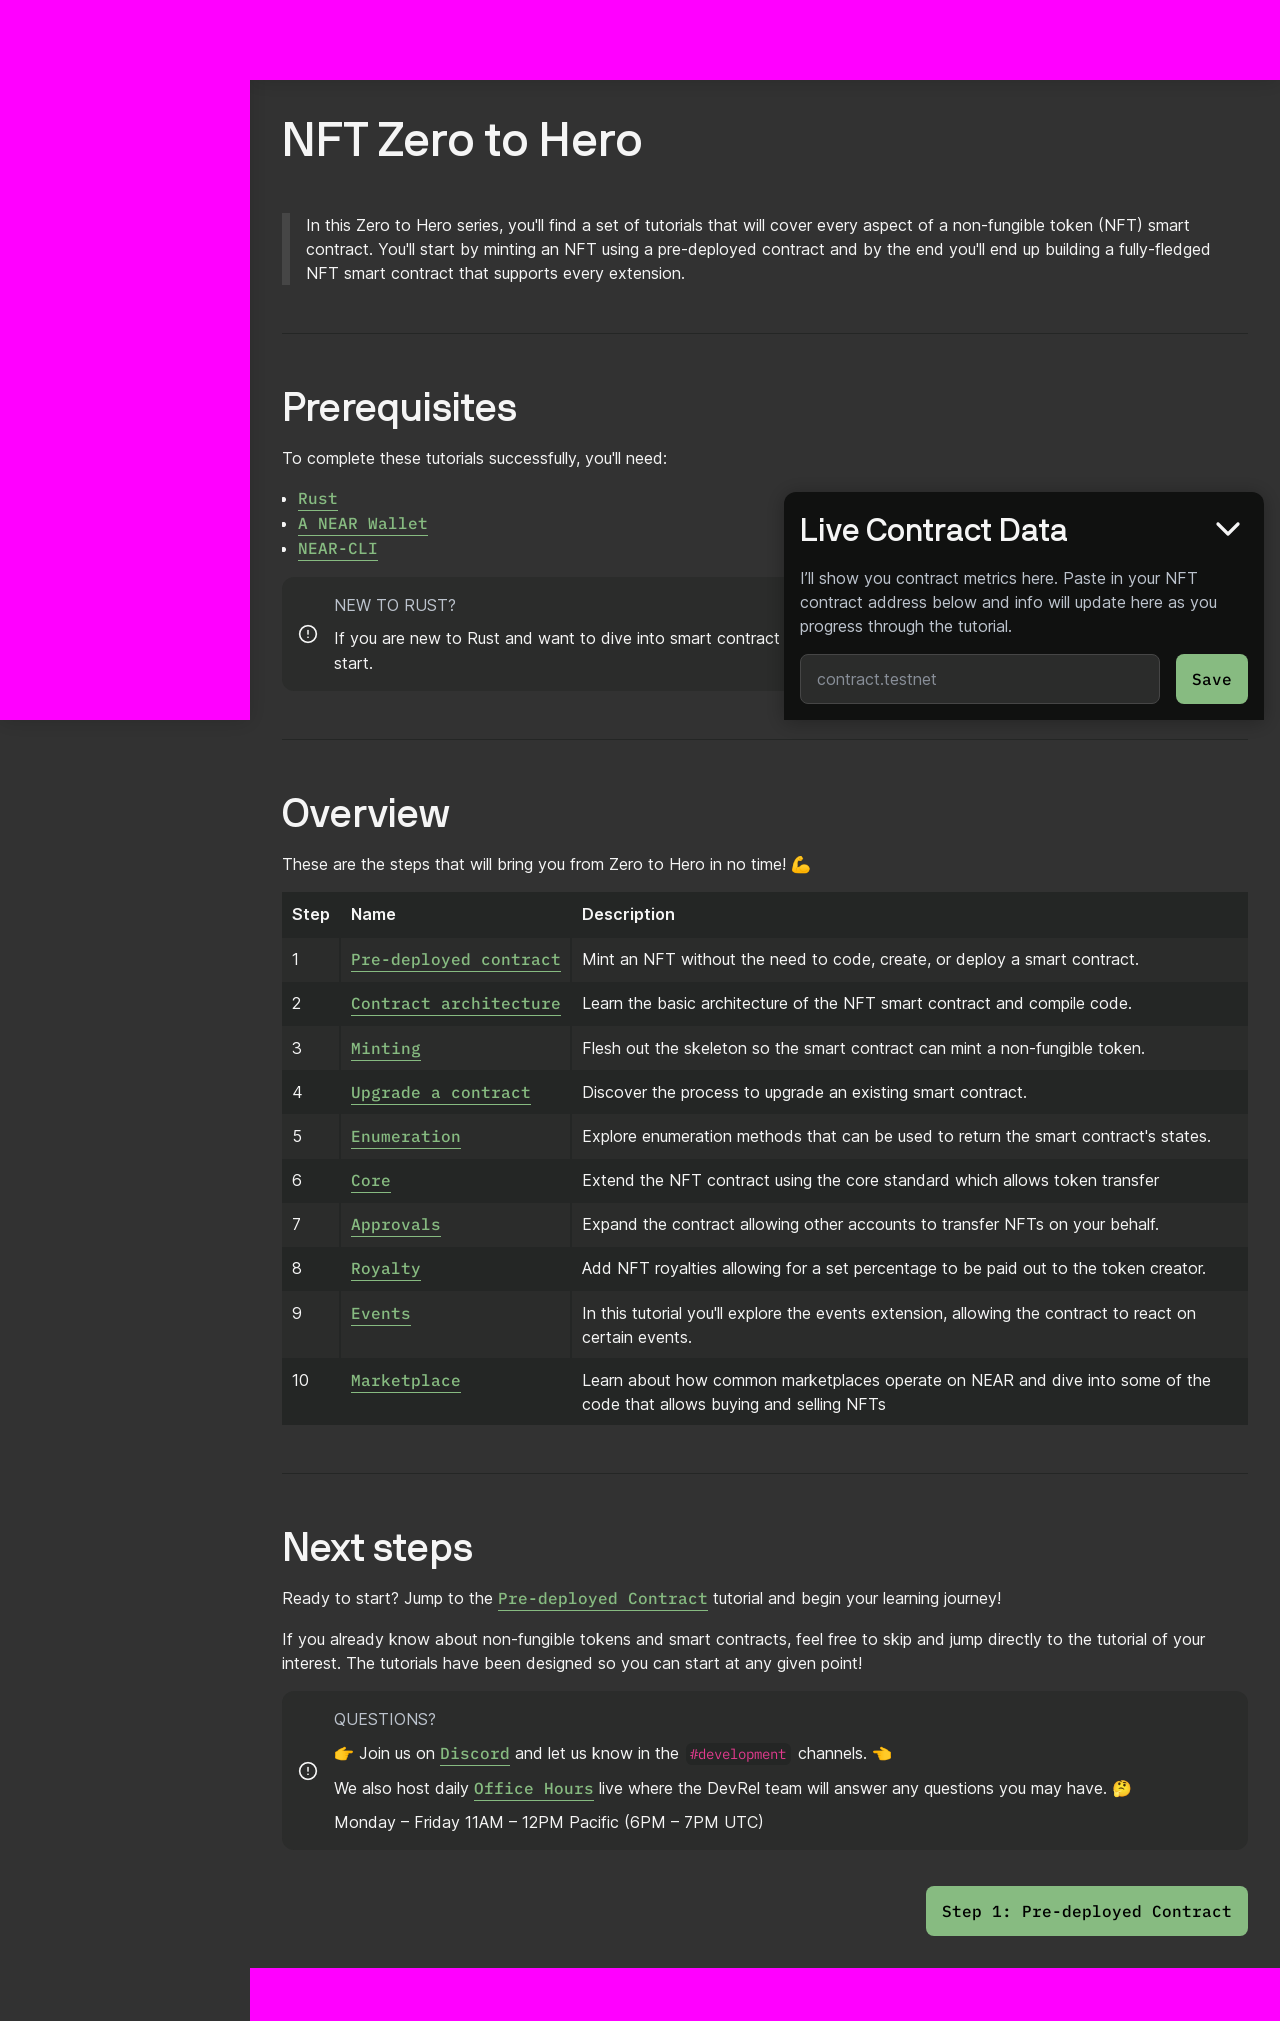 NFT Zero to Hero
In this Zero to Hero series, you'll find a set of tutorials that will cover every aspect of a non-fungible token (NFT) smart
contract. You'll start by minting an NFT using a pre-deployed contract and by the end you'll end up building a fully-fledged
NFT smart contract that supports every extension.
Prerequisites
To complete these tutorials successfully, you'll need:
• Rust
• A NEAR Wallet
• NEAR-CLI
NEW TO RUST?
If you are new to Rust and want to dive into smart contract
start.
Live Contract Data
I’ll show you contract metrics here. Paste in your NFT
contract address below and info will update here as you
progress through the tutorial.
contract.testnet
Save
Overview
These are the steps that will bring you from Zero to Hero in no time! 💪
Step Name Description
1 Pre-deployed contract Mint an NFT without the need to code, create, or deploy a smart contract.
2 Contract architecture Learn the basic architecture of the NFT smart contract and compile code.
3 Minting Flesh out the skeleton so the smart contract can mint a non-fungible token.
4 Upgrade a contract Discover the process to upgrade an existing smart contract.
5 Enumeration Explore enumeration methods that can be used to return the smart contract's states.
6 Core Extend the NFT contract using the core standard which allows token transfer
7 Approvals Expand the contract allowing other accounts to transfer NFTs on your behalf.
8 Royalty Add NFT royalties allowing for a set percentage to be paid out to the token creator.
9 Events In this tutorial you'll explore the events extension, allowing the contract to react on
certain events.
10 Marketplace Learn about how common marketplaces operate on NEAR and dive into some of the
code that allows buying and selling NFTs
Next steps
Ready to start? Jump to the Pre-deployed Contract tutorial and begin your learning journey!
If you already know about non-fungible tokens and smart contracts, feel free to skip and jump directly to the tutorial of your
interest. The tutorials have been designed so you can start at any given point!
QUESTIONS?
👉 Join us on Discord and let us know in the #development channels. 👈
We also host daily Office Hours live where the DevRel team will answer any questions you may have. 🤔
Monday – Friday 11AM – 12PM Pacific (6PM – 7PM UTC)
Step 1: Pre-deployed Contract